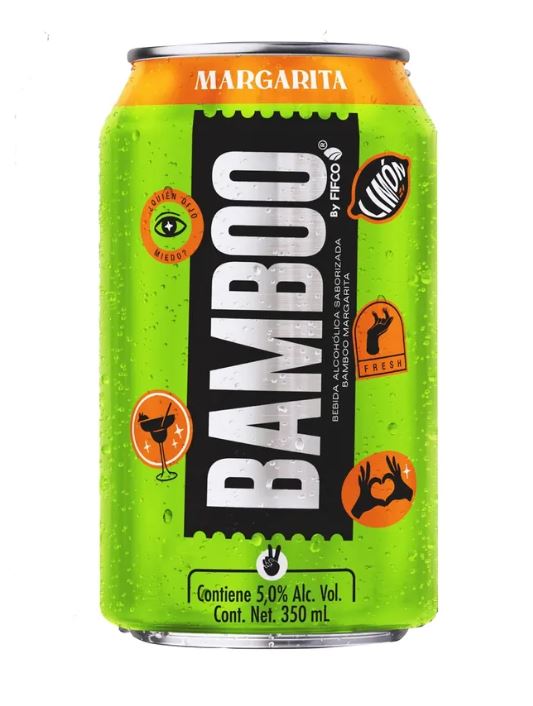 MARGARITA
BAMBOO®
By FIFCO
BEBIDA ALCOHÓLICA SABORIZADA
BAMBOO MARGARITA
¿QUIÉN DIJO
MIEDO?
LIMÓN
FRESH
Contiene 5,0% Alc. Vol.
Cont. Net. 350 mL